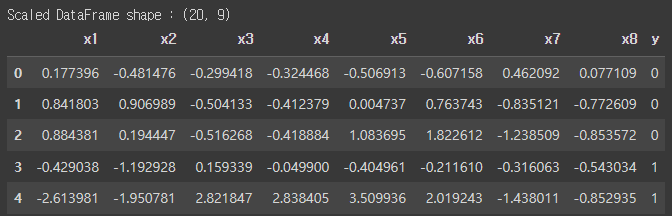 Scaled DataFrame shape : (20, 9)
x1 x2 x3 x4 x5 x6 x7 x8 y
0 0.177396 -0.481476 -0.299418 -0.324468 -0.506913 -0.607158 0.462092 0.077109 0
1 0.841803 0.906989 -0.504133 -0.412379 0.004737 0.763743 -0.835121 -0.772609 0
2 0.884381 0.194447 -0.516268 -0.418884 1.083695 1.822612 -1.238509 -0.853572 0
3 -0.429038 -1.192928 0.159339 -0.049900 -0.404961 -0.211610 -0.316063 -0.543034 1
4 -2.613981 -1.950781 2.821847 2.838405 3.509936 2.019243 -1.438011 -0.852935 1